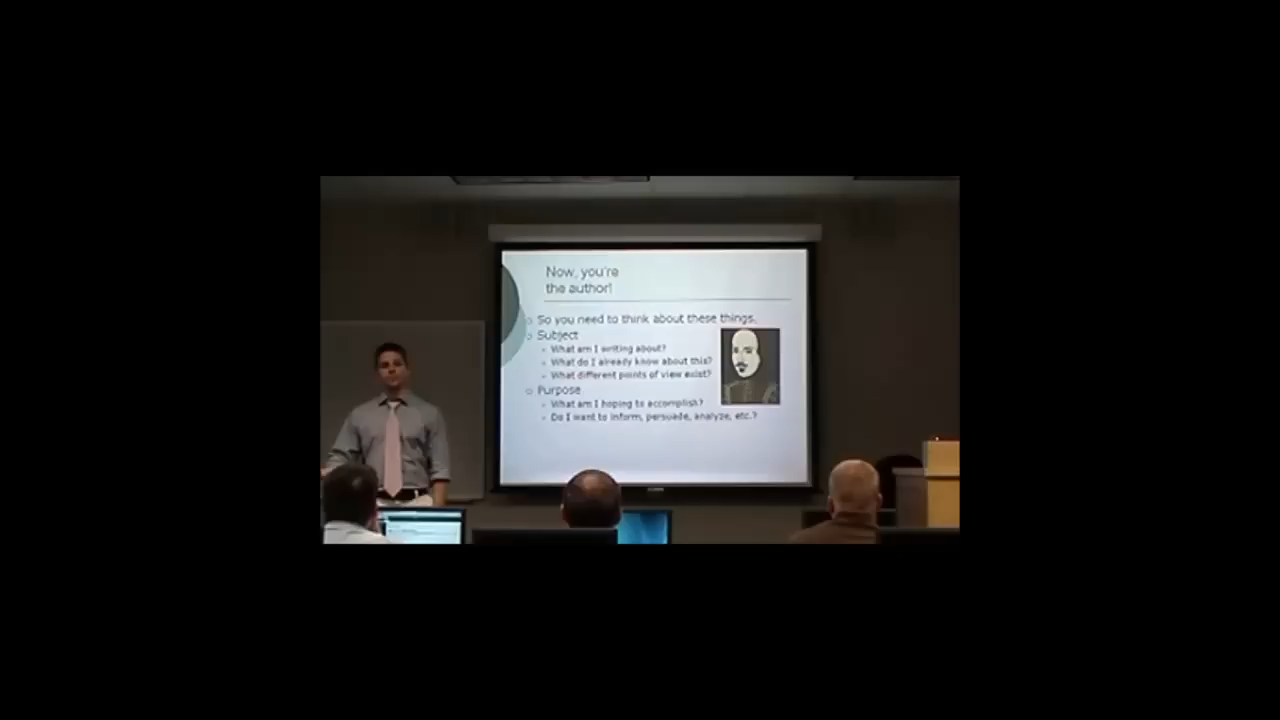 Now, you're
the author!
So you need to think about these things.
Subject
What am I writing about?
What do I already know about this?
What different points of view exist?
Purpose
What am I hoping to accomplish?
Do I want to inform, persuade, analyze, etc.?